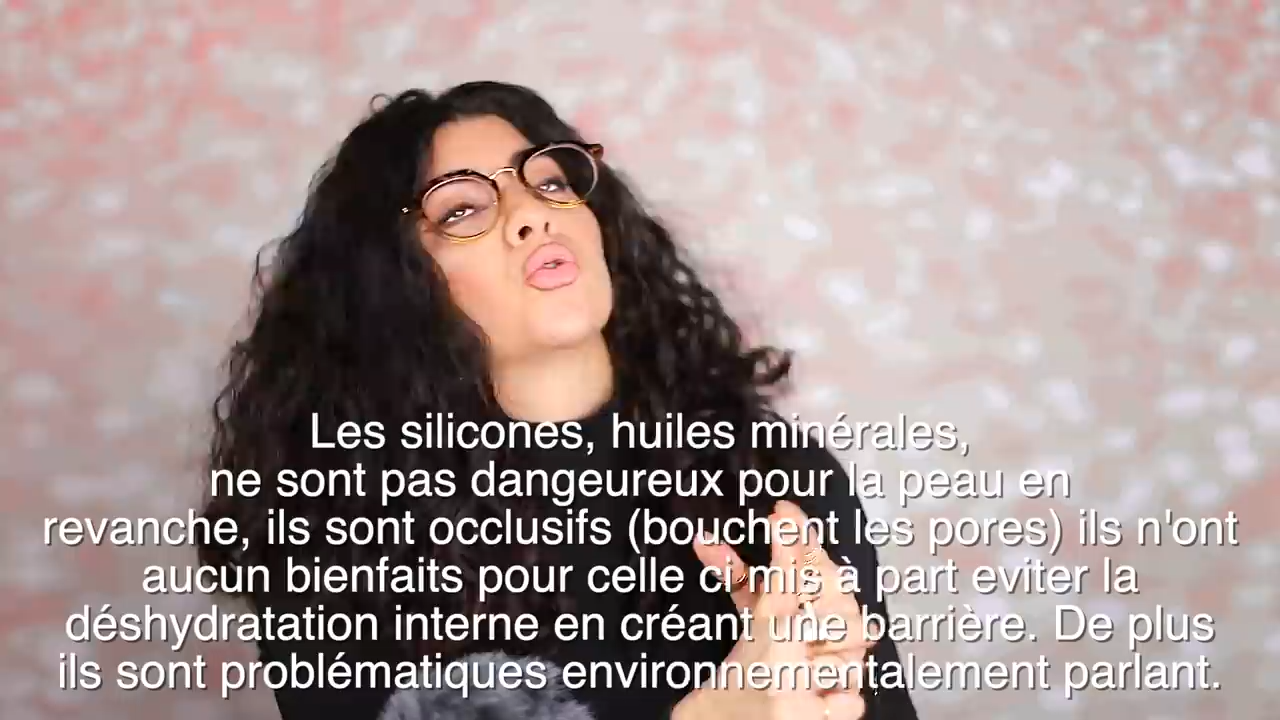 Les silicones, huiles minérales,
ne sont pas dangeureux pour la peau en
revanche, ils sont occlusifs (bouchent les pores) ils n'ont
aucun bienfaits pour celle ci mis à part eviter la
déshydratation interne en créant une barrière. De plus
ils sont problématiques environnementalement parlant.